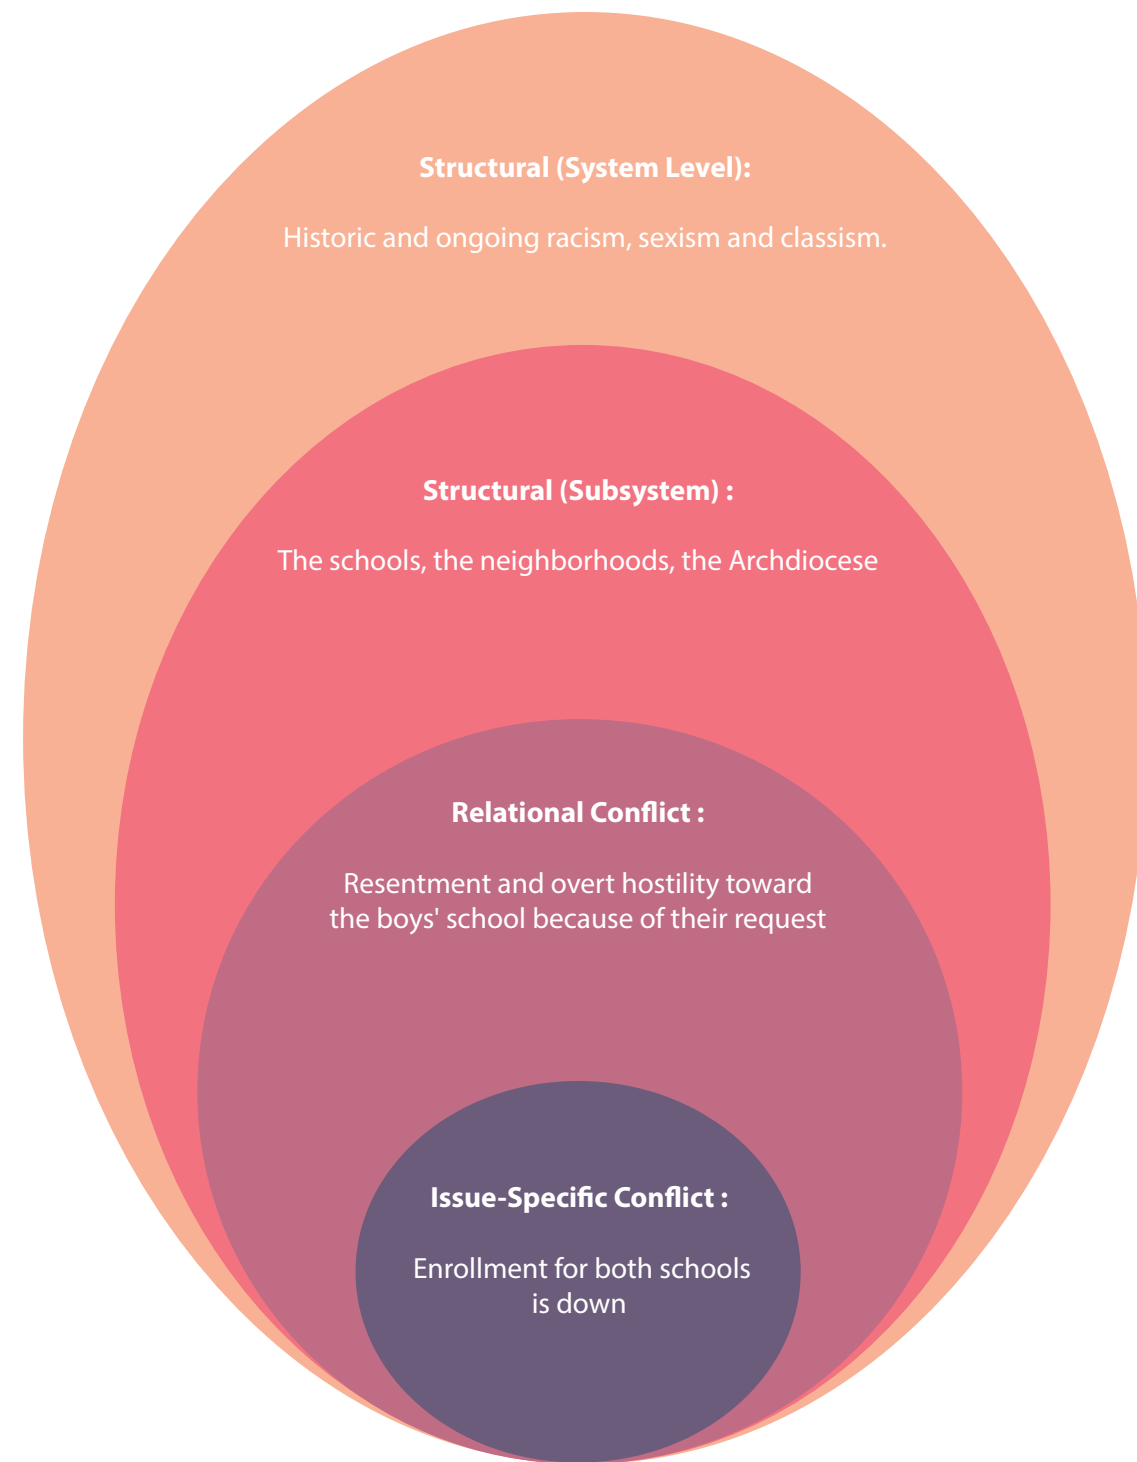 Structural (System Level):
Historic and ongoing racism, sexism and classism.
Structural (Subsystem) :
The schools, the neighborhoods, the Archdiocese
Relational Conflict :
Resentment and overt hostility toward
the boys' school because of their request
Issue-Specific Conflict :
Enrollment for both schools
is down